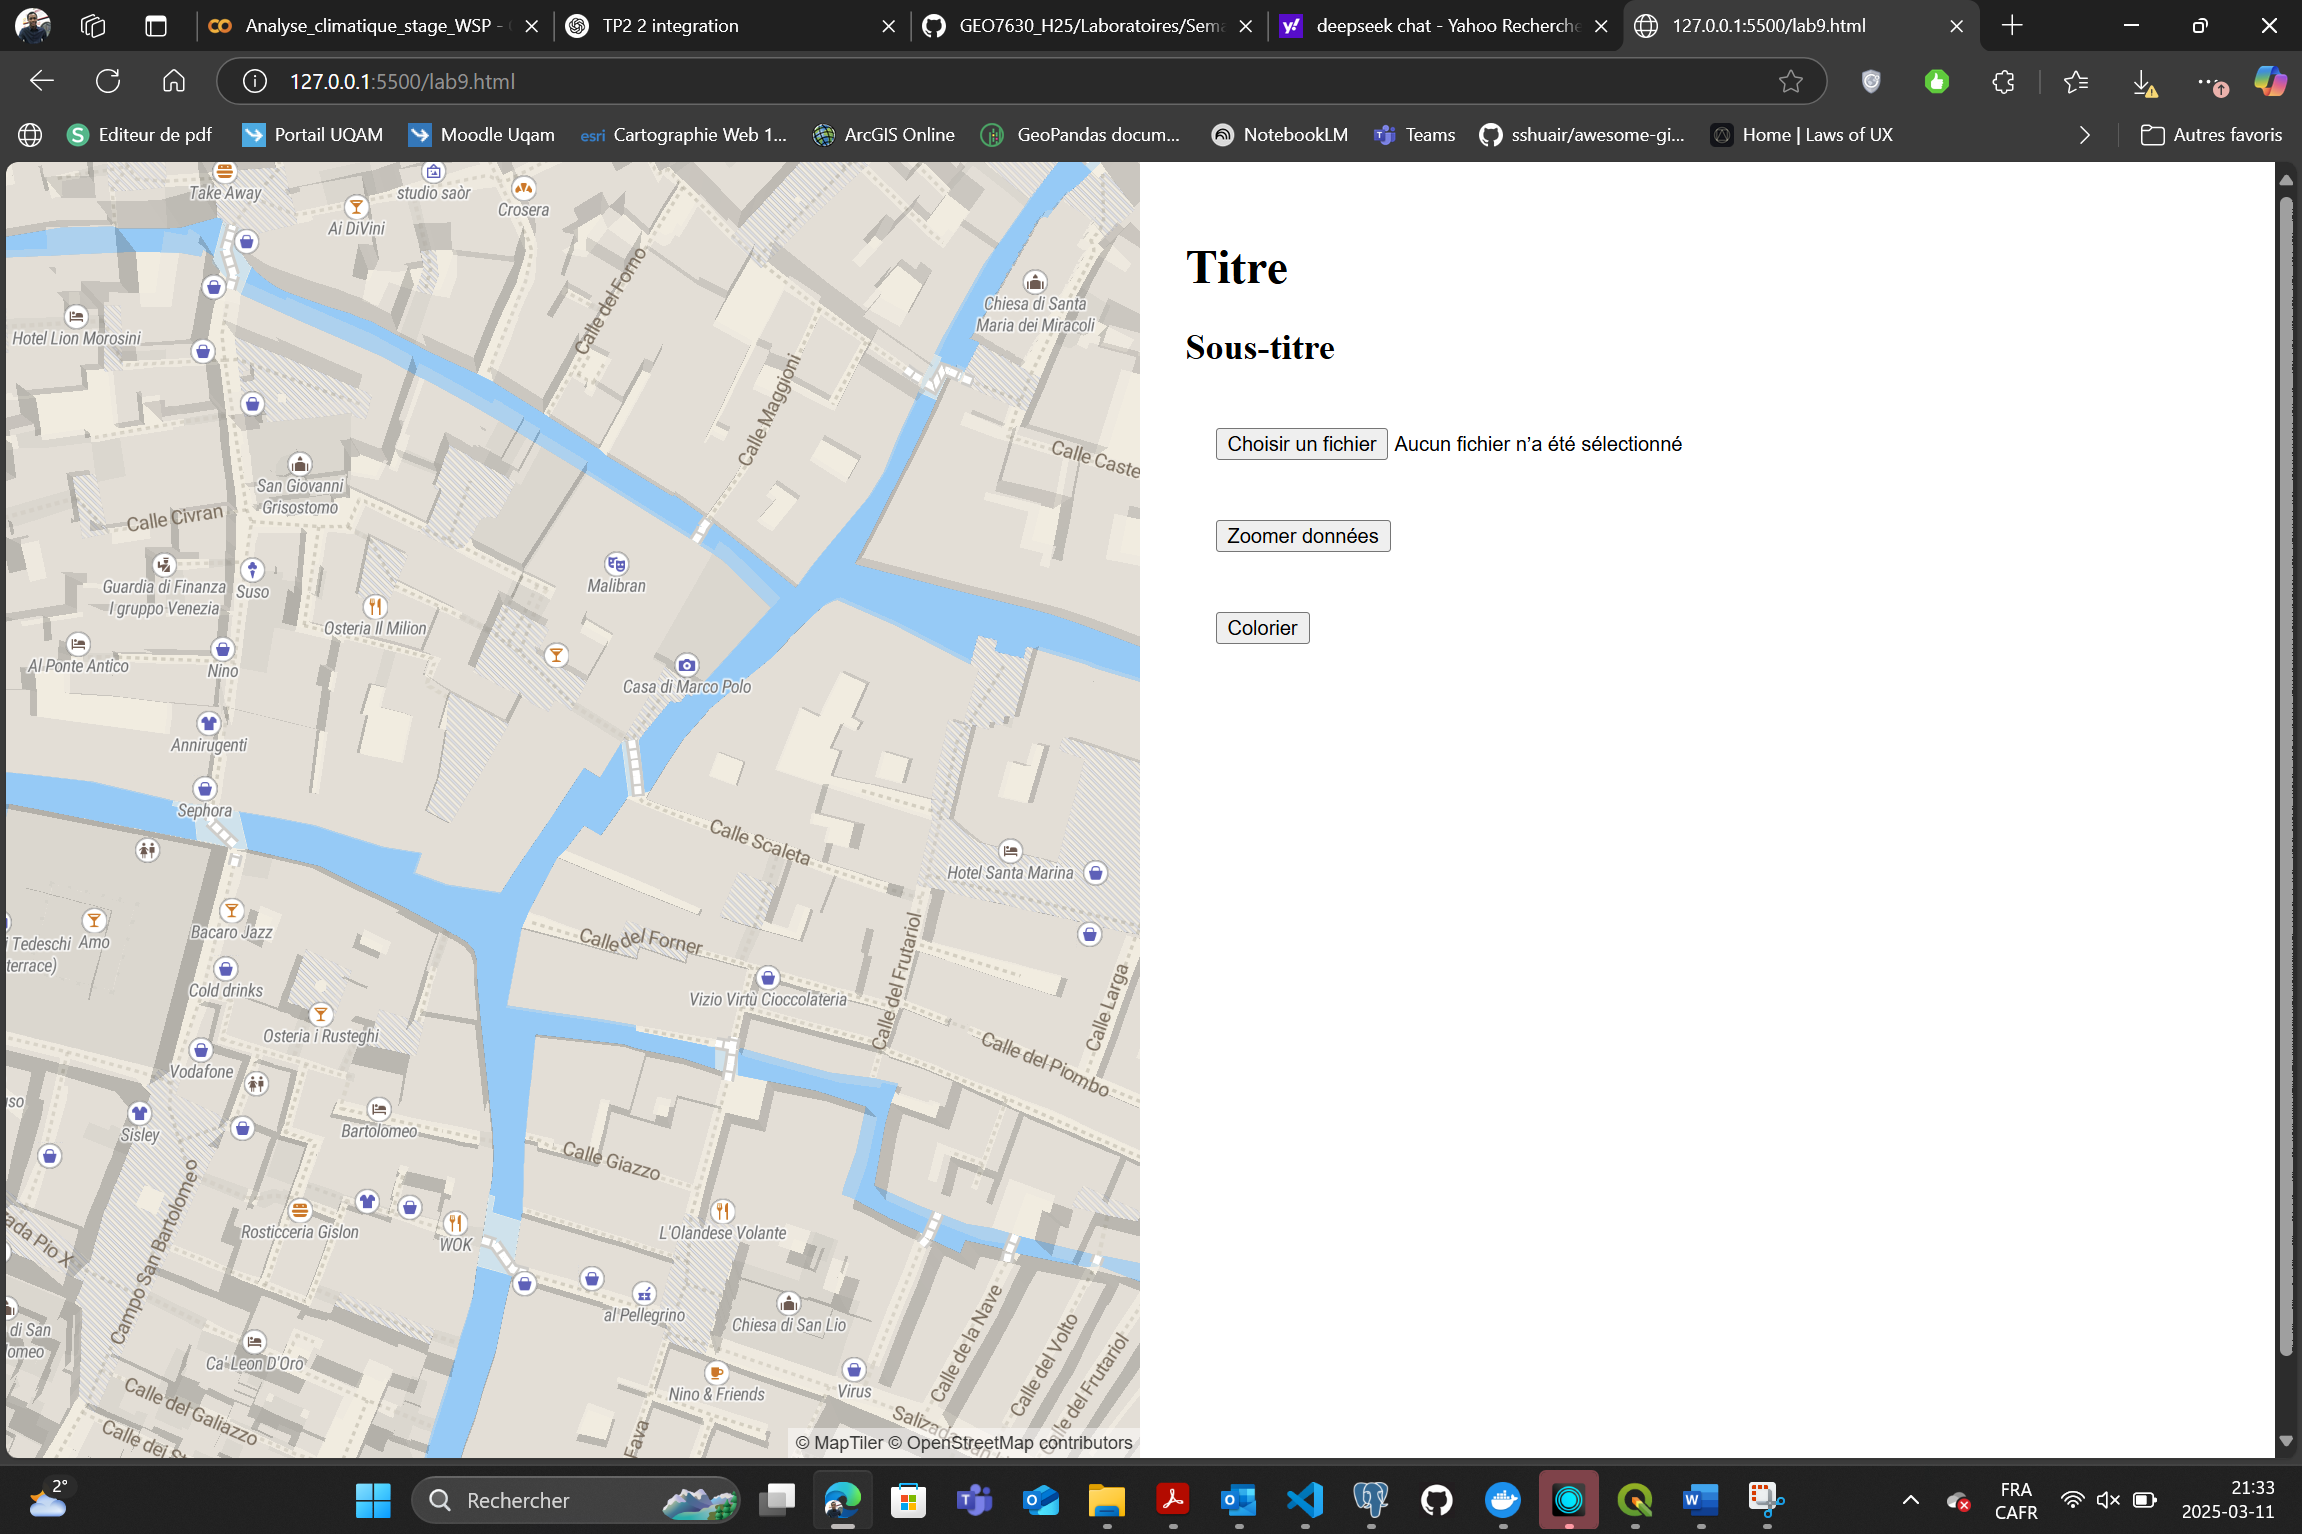 Analyse_climatique_stage_WSP -
TP2 2 integration
GEO7630_H25/Laboratoires/Sema
deepseek chat - Yahoo Recherche
127.0.0.1:5500/lab9.html
127.0.0.1:5500/lab9.html
Editeur de pdf
Portail UQAM
Moodle Uqam
esri Cartographie Web 1...
ArcGIS Online
GeoPandas docum...
NotebookLM
Teams
sshuair/awesome-gi...
Home | Laws of UX
Autres favoris
Take Away
studio saòr
Crosera
Ai DiVini
Calle del Forno
Chiesa di Santa
Maria dei Miracoli
Hotel Lion Morosini
Calle Maggioni
Calle Caste
San Giovanni
Grisostomo
Calle Civran
Guardia di Finanza
I gruppo Venezia
Suso
Malibran
Osteria Il Milion
Al Ponte Antico
Nino
Casa di Marco Polo
Annirugenti
Sephora
Calle Scaleta
Hotel Santa Marina
Bacaro Jazz
i Tedeschi
terrace)
Amo
Calle del Forner
Calle del Frutariol
Cold drinks
Vizio Virtù Cioccolateria
Calle Larga
Osteria i Rusteghi
Calle del Piombo
Vodafone
uso
Sisley
Bartolomeo
Calle Giazzo
Campo San Bartolomeo
rada Pio X
Rosticceria Gislon
WOK
L'Olandese Volante
al Pellegrino
Chiesa di San Lio
di San
omeo
Ca' Leon D'Oro
Calle de la Nave
Calle del Volto
Calle del Frutariol
Nino & Friends
Virus
Calle del Galiazzo
Fava
© MapTiler © OpenStreetMap contributors
Titre
Sous-titre
Choisir un fichier Aucun fichier n’a été sélectionné
Zoomer données
Colorier
2°
Rechercher
FRA
CAFR
21:33
2025-03-11